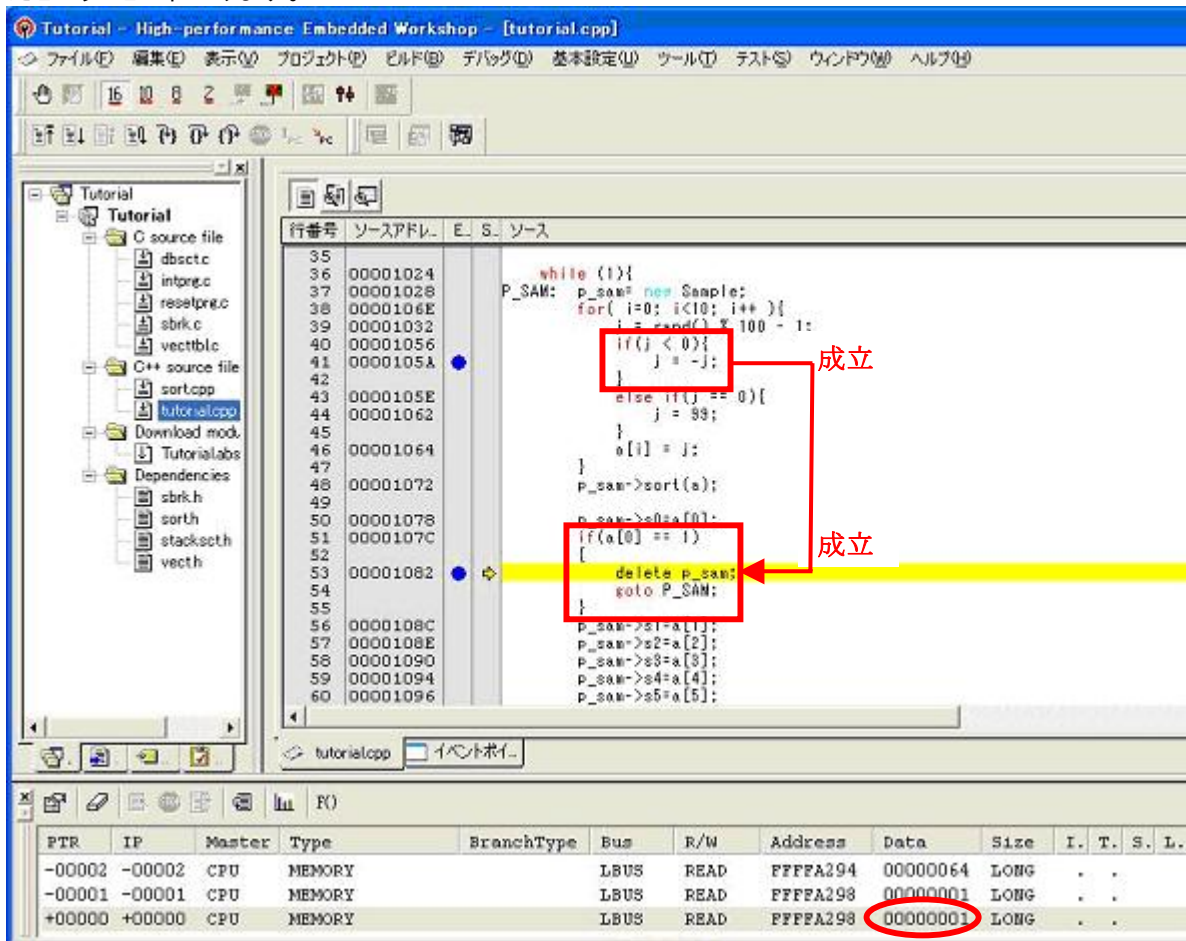 Tutorial - High-performance Embedded Workshop - [tutorial.cpp]
ファイル(F) 編集(E) 表示(V) プロジェクト(P) ビルド(B) デバッグ(D) 基本設定(U) ツール(T) テスト(S) ウィンドウ(W) ヘルプ(H)
16 10 8 2
Tutorial
Tutorial
C source file
dbsct.c
intprg.c
resetprg.c
sbrk.c
vecttbl.c
C++ source file
sort.cpp
tutorial.cpp
Download modu
Tutorial.abs
Dependencies
sbrk.h
sort.h
stacksct.h
vect.h
行番号 ソースアドレ... E.. S.. ソース
35
36 00001024 while (1){
37 00001028 P_SAM: p_sam= new Sample;
38 0000106E for( i=0; i<10; i++ ){
39 00001032 j = rand() % 100 - 1;
40 00001056 if(j < 0){
41 0000105A j = -j;
42 }
43 0000105E else if(j == 0){
44 00001062 j = 99;
45 }
46 00001064 a[i] = j;
47 }
48 00001072 p_sam->sort(a);
49
50 00001078 p_sam->s0=a[0];
51 0000107C if(a[0] == 1)
52 {
53 00001082 delete p_sam;
54 goto P_SAM;
55 }
56 0000108C p_sam->s1=a[1];
57 0000108E p_sam->s2=a[2];
58 00001090 p_sam->s3=a[3];
59 00001094 p_sam->s4=a[4];
60 00001096 p_sam->s5=a[5];
成立
成立
tutorial.cpp イベントポイ...
F()
PTR IP Master Type BranchType Bus R/W Address Data Size I. T. S. L.
-00002 -00002 CPU MEMORY LBUS READ FFFFA294 00000064 LONG . .
-00001 -00001 CPU MEMORY LBUS READ FFFFA298 00000001 LONG . .
+00000 +00000 CPU MEMORY LBUS READ FFFFA298 00000001 LONG . .